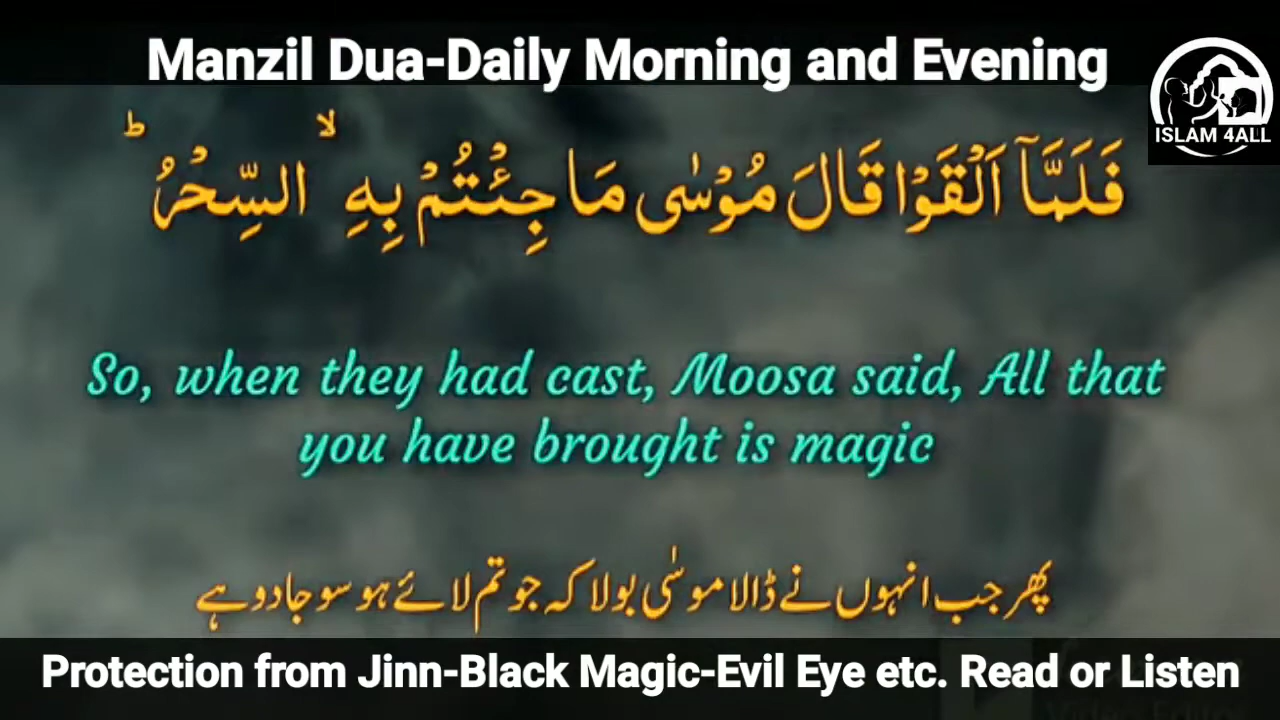 Manzil Dua-Daily Morning and Evening
ISLAM 4ALL
فَلَمَّاۤ اَلْقَوْا قَالَ مُوْسٰى مَا جِئْتُمْ بِهِ ۙ السِّحْرُ ؕ
So, when they had cast, Moosa said, All that
you have brought is magic
پھر جب انہوں نے ڈالا موسٰی بولا کہ جو تم لائے ہو سو جادو ہے
Protection from Jinn-Black Magic-Evil Eye etc. Read or Listen